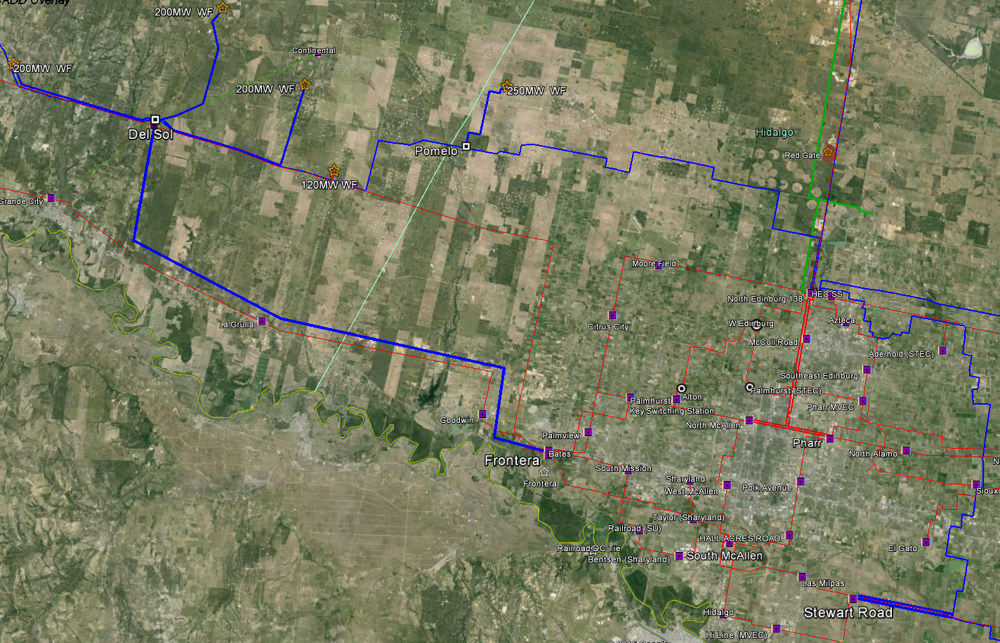 CADD Overlay
200MW WF
Continental
200MW WF
200MW WF
250MW WF
Del Sol
Hidalgo
Pomelo
Red Gate
120MW WF
Grande City
Moore Field
HEC SS
North Edinburg 138
W Edinburg
Azteca
La Grulla
Citrus City
McColl Road
Aderhold (STEC)
Southeast Edinburg
Palmhurst (STEC)
Alton
Palmhurst
Pharr MVEC
Key Switching Station
Goodwin
North McAllen
Palmview
Pharr
Bates
North Alamo
Frontera
South Mission
Sharyland
Frontera
West McAllen
Polk Avenue
Sioux
Taylor (Sharyland)
Railroad (SU)
HALL ACRES ROAD
Railroad DC Tie
El Gato
Bentsen (Sharyland)
South McAllen
Las Milpas
Hidalgo
Stewart Road
Hi Line (MVEC)